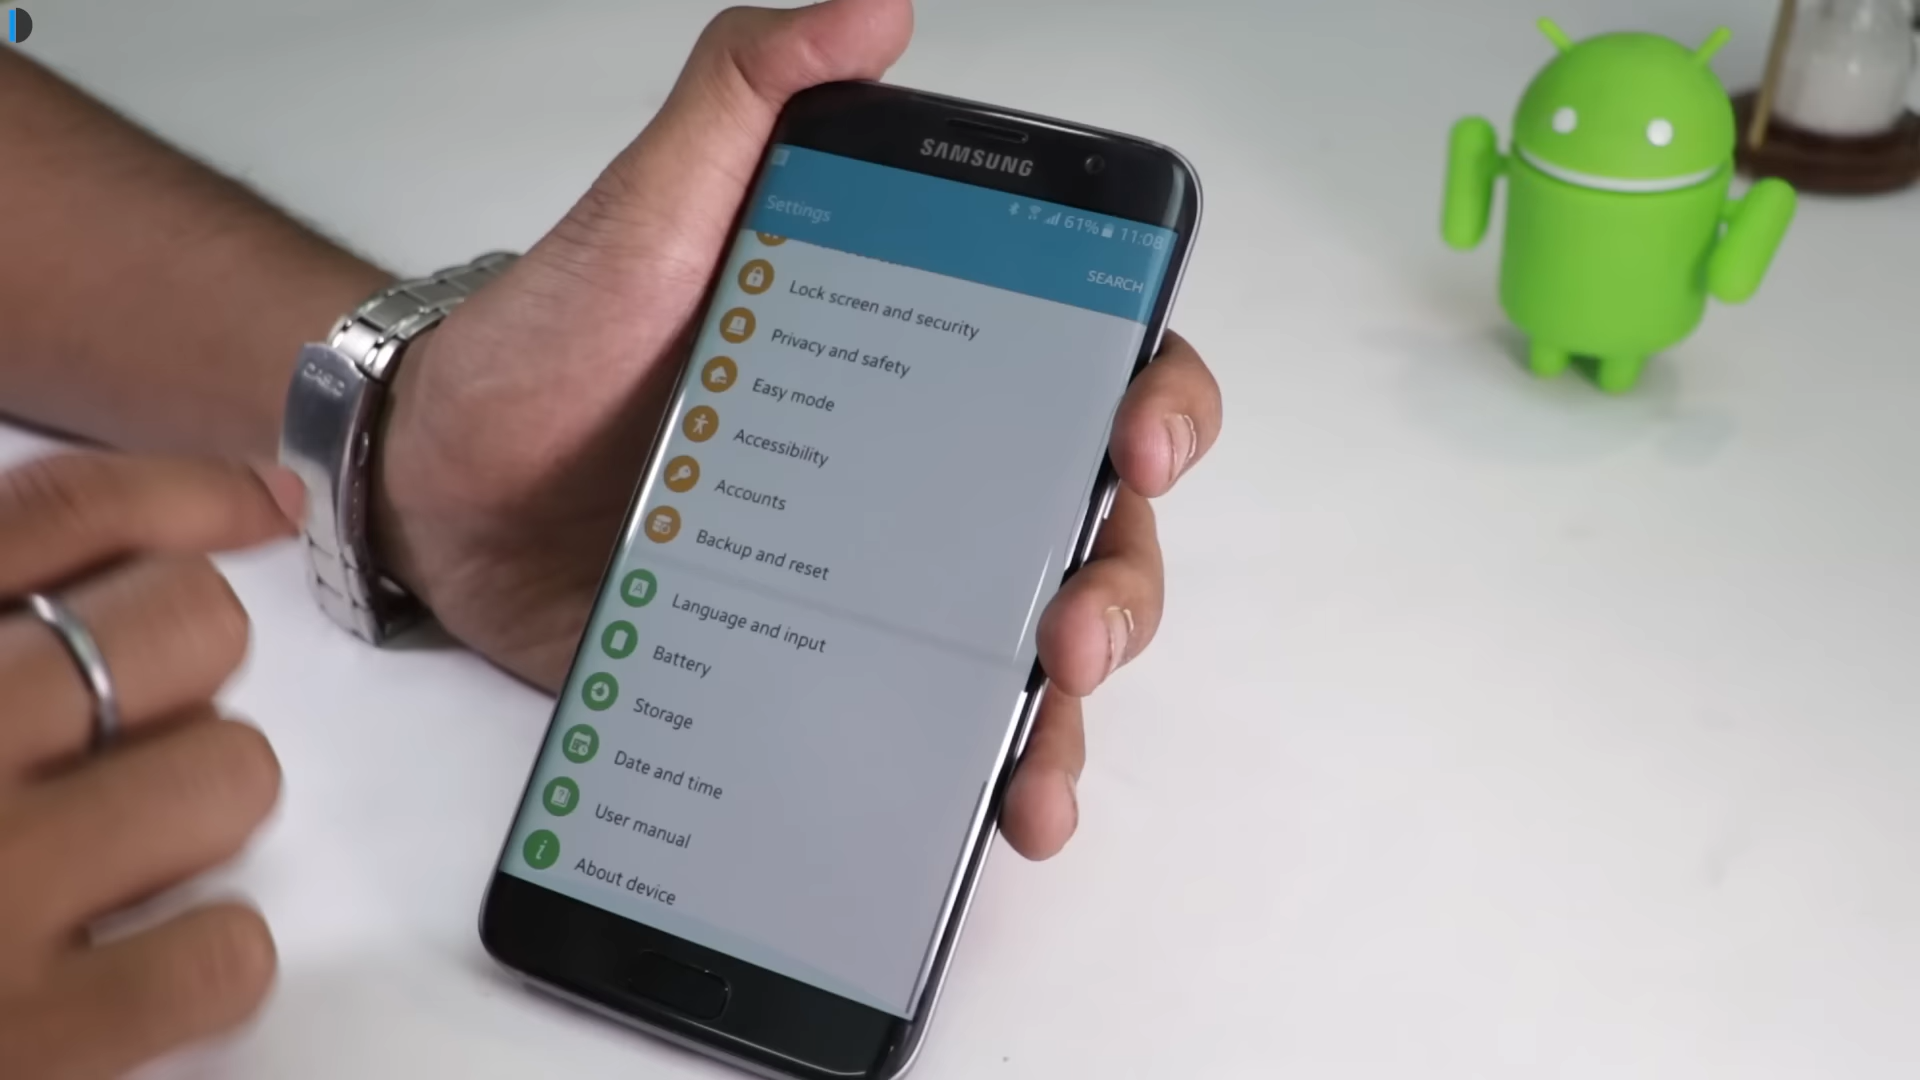 SAMSUNG
61% 11:08
Settings
SEARCH
Lock screen and security
Privacy and safety
Easy mode
Accessibility
Accounts
Backup and reset
Language and input
Battery
Storage
Date and time
User manual
About device
CASIO